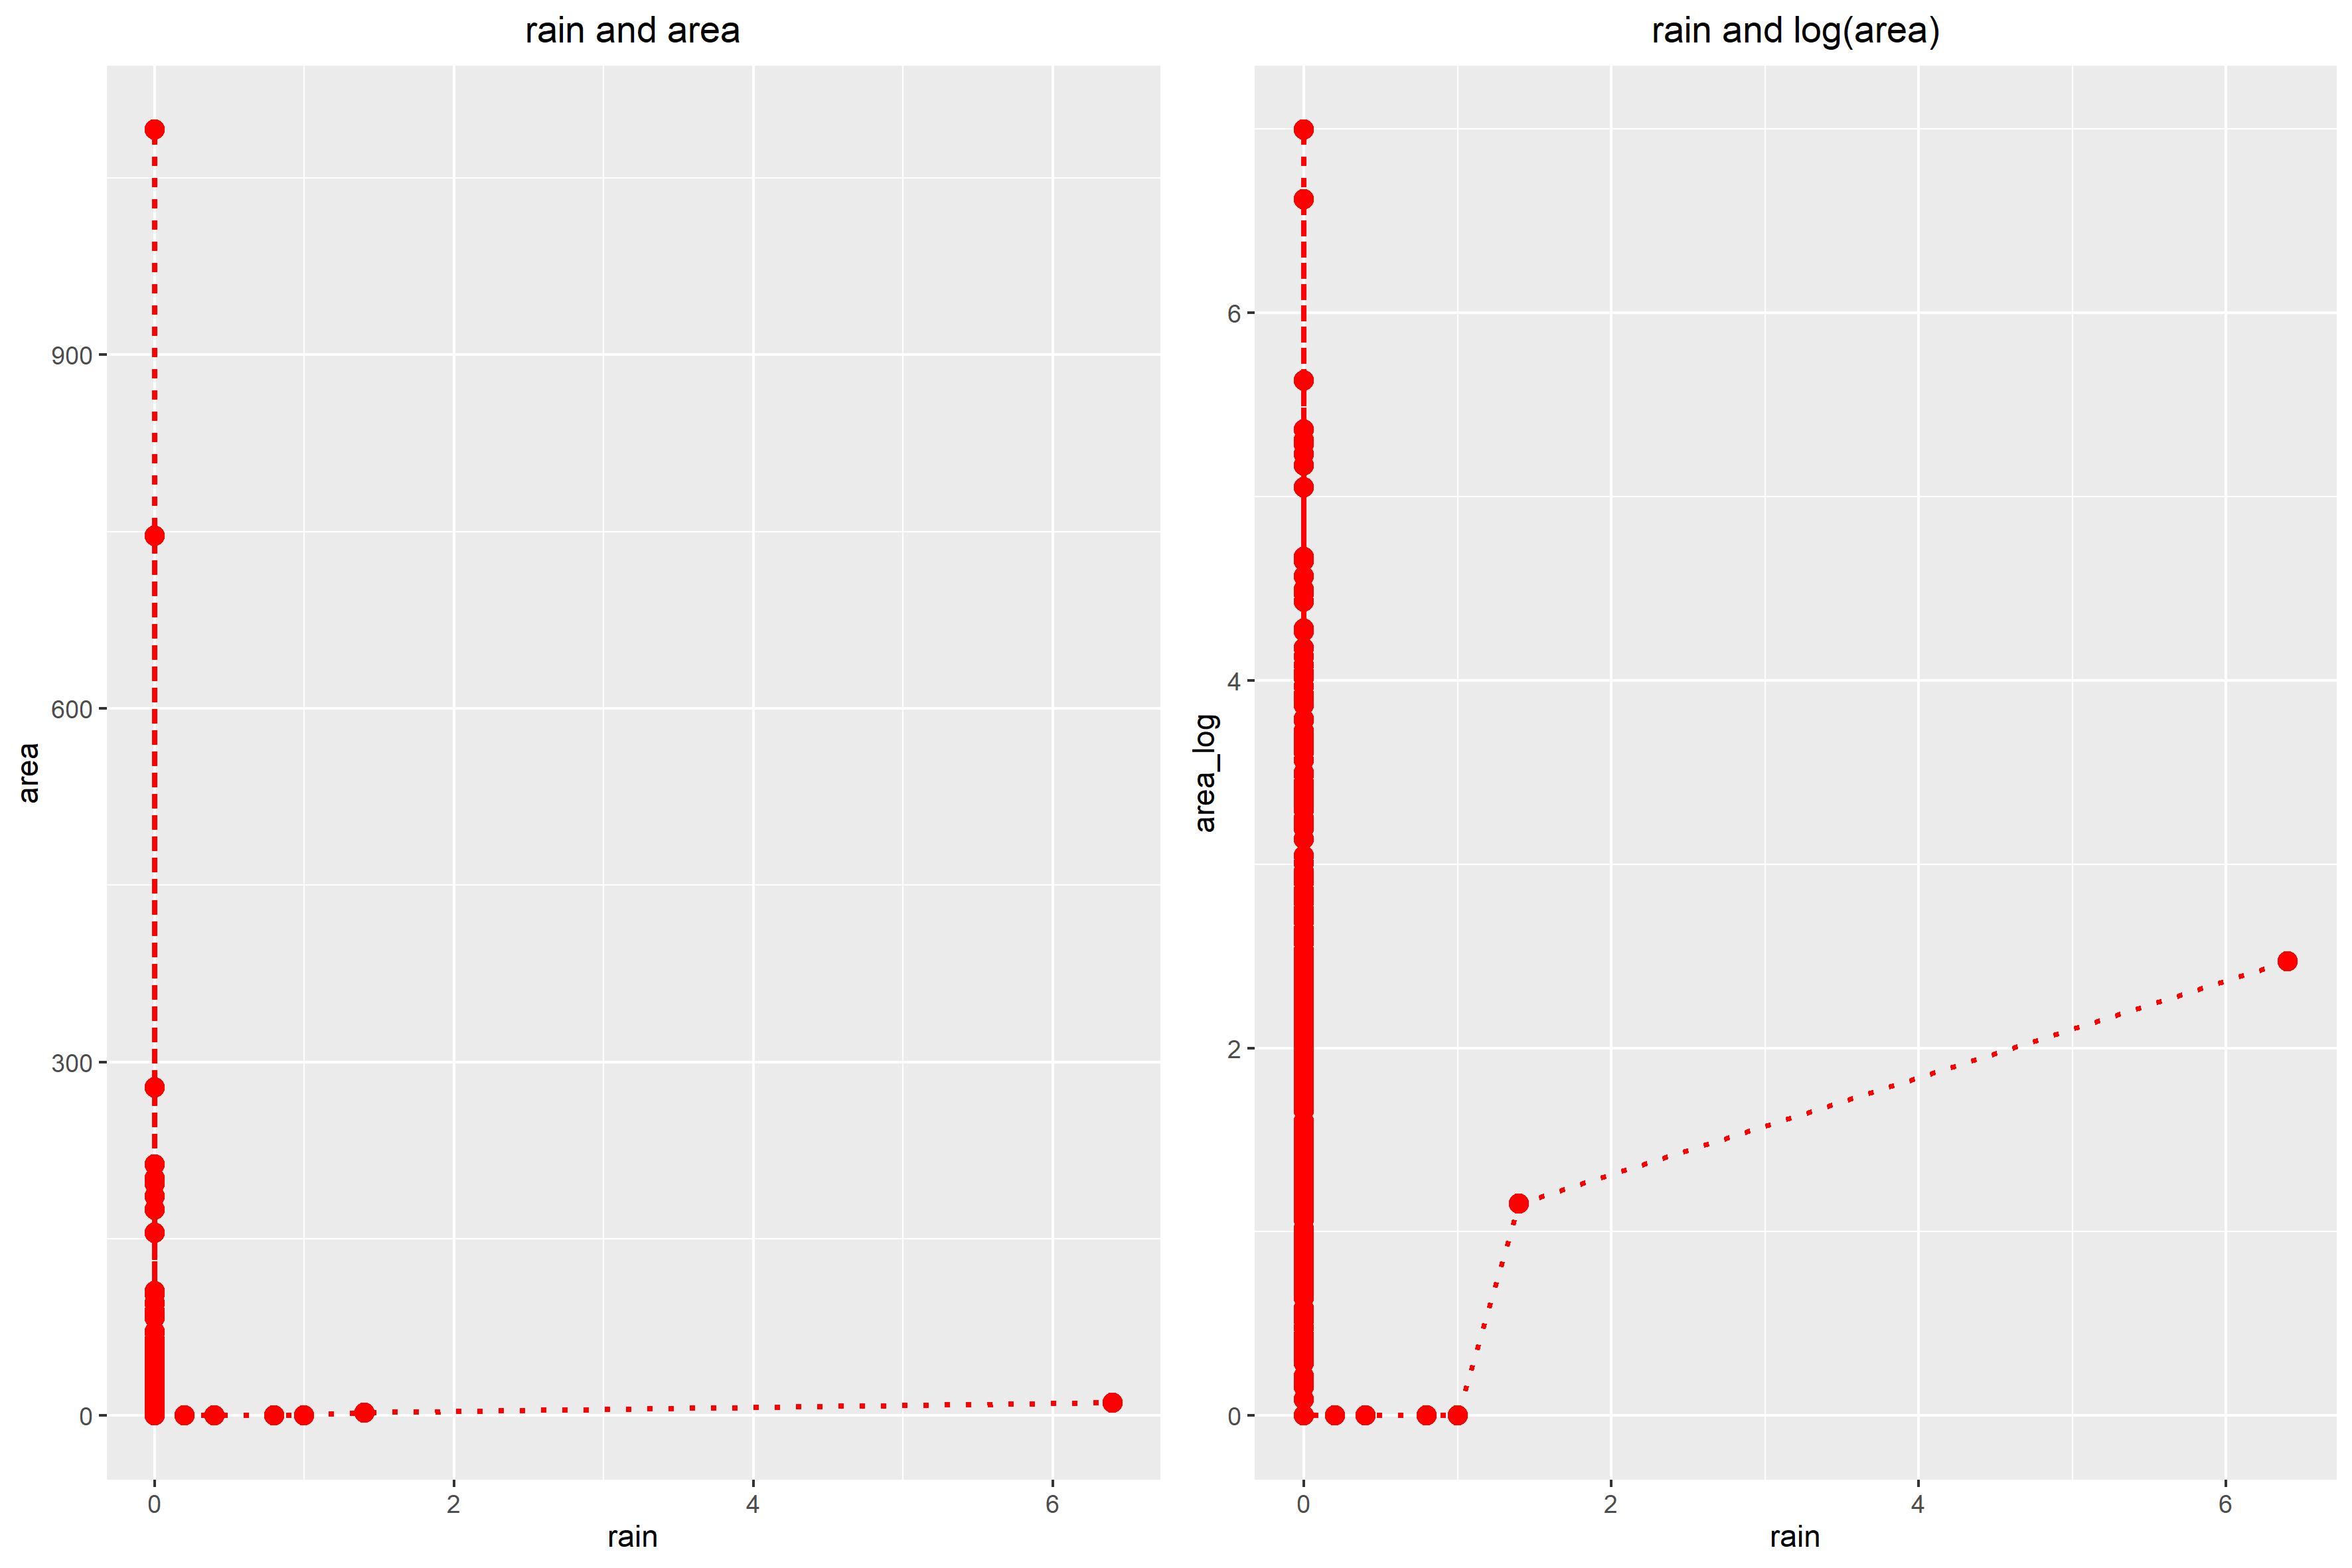 rain and area
900
600
300
0
area
0 2 4 6
rain
rain and log(area)
6
4
2
0
area_log
0 2 4 6
rain